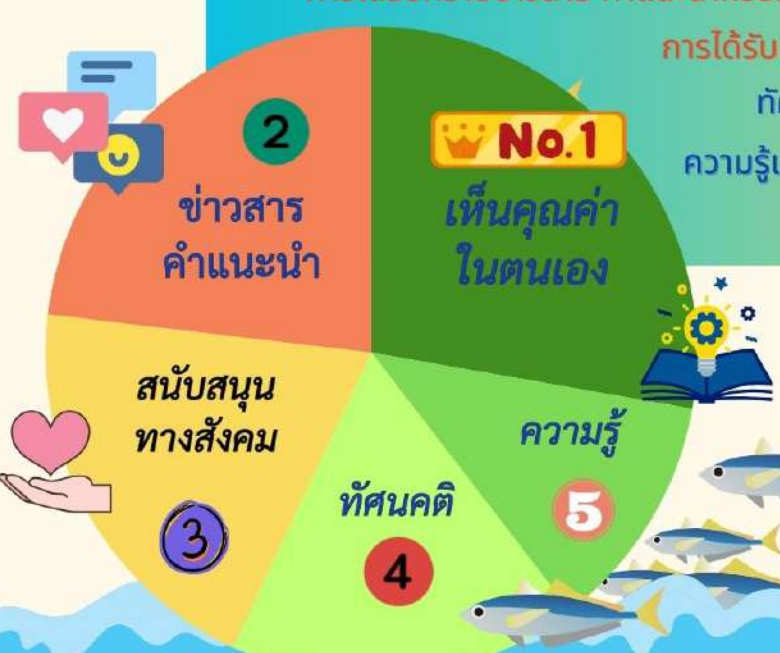 การได้รับ
ความรู้
2
ข่าวสาร
คำแนะนำ
No.1
เห็นคุณค่า
ในตนเอง
สนับสนุน
ทางสังคม
3
ทัศนคติ
4
ความรู้
5